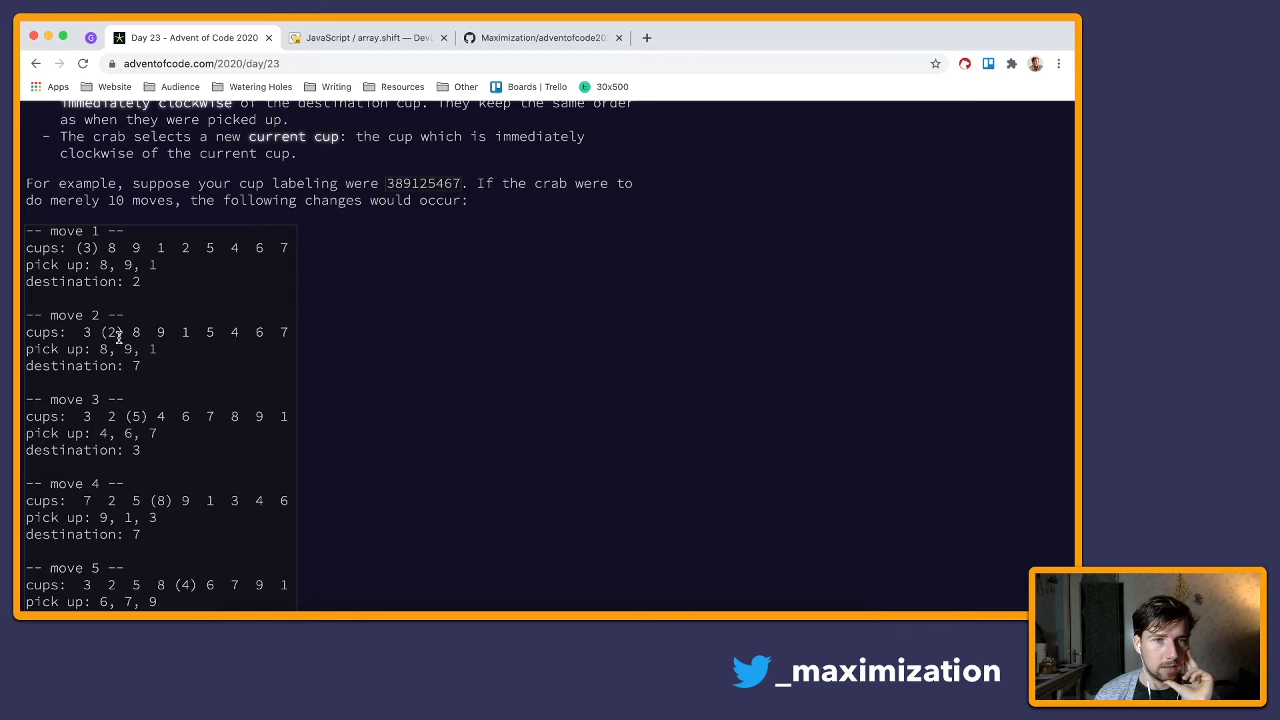 Day 23 - Advent of Code 2020
JavaScript / array.shift — Dev
Maximization/adventofcode202
adventofcode.com/2020/day/23
Apps
Website
Audience
Watering Holes
Writing
Resources
Other
Boards | Trello
30x500
immediately clockwise of the destination cup. They keep the same order
as when they were picked up.
- The crab selects a new current cup: the cup which is immediately
clockwise of the current cup.
For example, suppose your cup labeling were 389125467. If the crab were to
do merely 10 moves, the following changes would occur:
-- move 1 --
cups: (3) 8 9 1 2 5 4 6 7
pick up: 8, 9, 1
destination: 2
-- move 2 --
cups: 3 (2) 8 9 1 5 4 6 7
pick up: 8, 9, 1
destination: 7
-- move 3 --
cups: 3 2 (5) 4 6 7 8 9 1
pick up: 4, 6, 7
destination: 3
-- move 4 --
cups: 7 2 5 (8) 9 1 3 4 6
pick up: 9, 1, 3
destination: 7
-- move 5 --
cups: 3 2 5 8 (4) 6 7 9 1
pick up: 6, 7, 9
_maximization